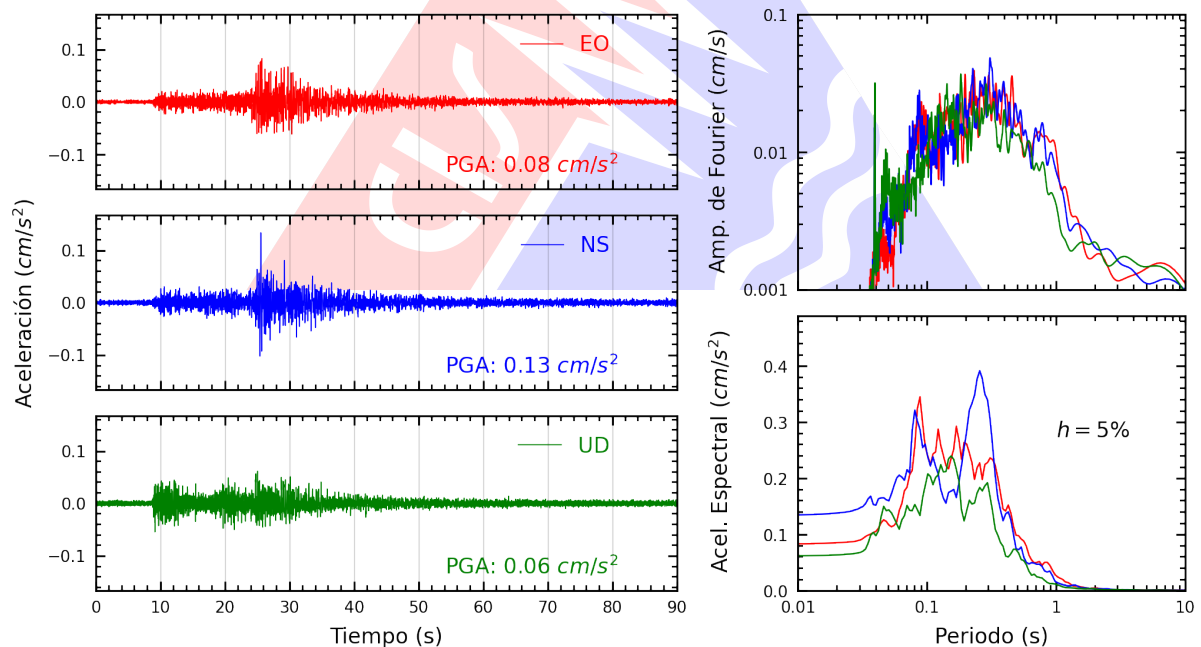 Aceleración (cm/s²)
0.1
0.0
−0.1
EO
PGA: 0.08 cm/s²
0.1
0.0
−0.1
NS
PGA: 0.13 cm/s²
0.1
0.0
−0.1
UD
PGA: 0.06 cm/s²
0 10 20 30 40 50 60 70 80 90
Tiempo (s)
Amp. de Fourier (cm/s)
0.1
0.01
0.001
Acel. Espectral (cm/s²)
0.4
0.3
0.2
0.1
0.0
h = 5%
0.01 0.1 1 10
Periodo (s)